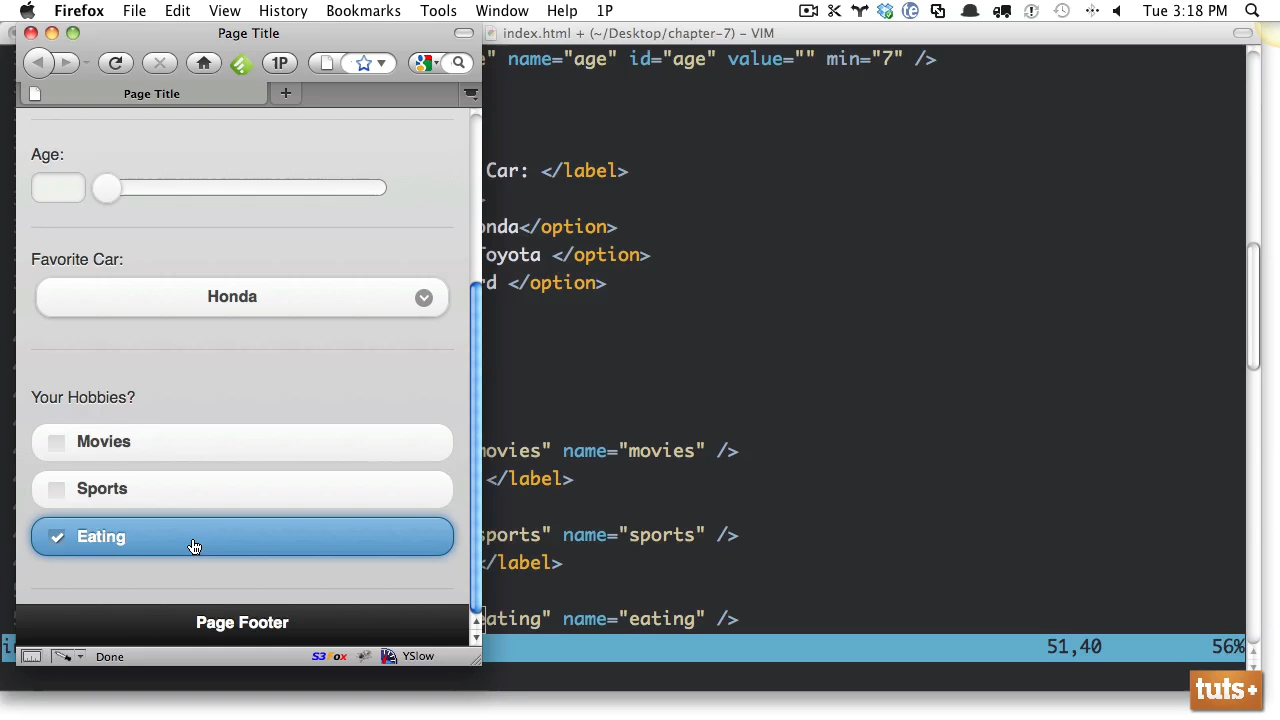 Firefox File Edit View History Bookmarks Tools Window Help 1P Tue 3:18 PM
Page Title
index.html + (~/Desktop/chapter-7) – VIM
1P
Page Title
e" name="age" id="age" value="" min="7" />
Age:
Car: </label>
onda</option>
Toyota </option>
rd </option>
Favorite Car:
Honda
Your Hobbies?
Movies
Sports
Eating
movies" name="movies" />
</label>
sports" name="sports" />
</label>
eating" name="eating" />
Page Footer
51,40 56%
Done S3Fox YSlow
tuts+